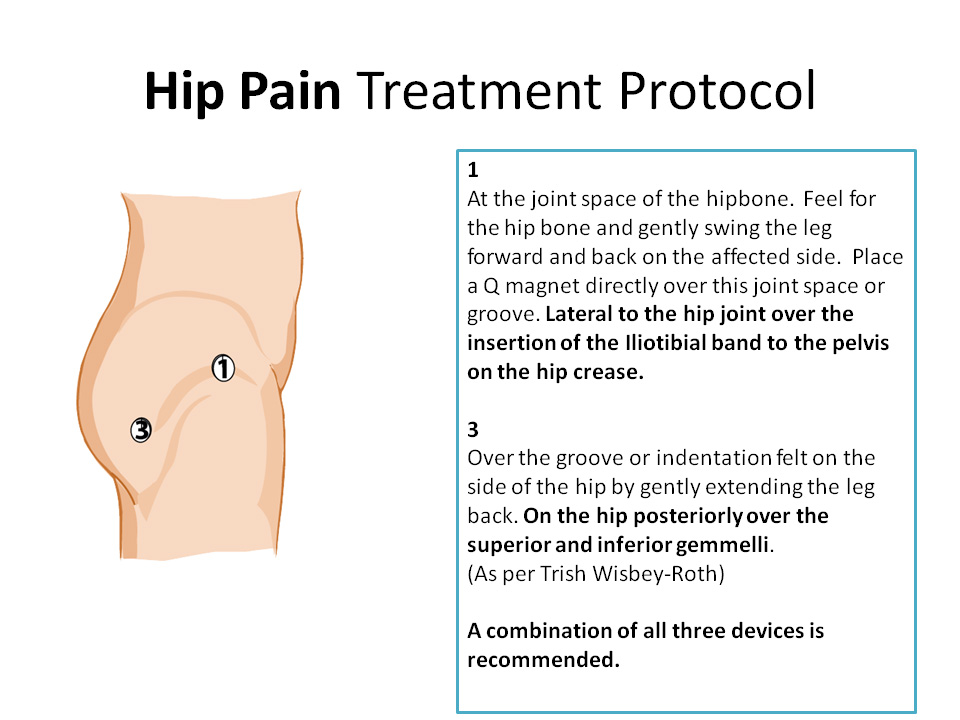 Hip Pain Treatment Protocol
1
3
1
At the joint space of the hipbone.  Feel for
the hip bone and gently swing the leg
forward and back on the affected side.  Place
a Q magnet directly over this joint space or
groove. Lateral to the hip joint over the
insertion of the Iliotibial band to the pelvis
on the hip crease.
3
Over the groove or indentation felt on the
side of the hip by gently extending the leg
back. On the hip posteriorly over the
superior and inferior gemmelli.
(As per Trish Wisbey-Roth)
A combination of all three devices is
recommended.